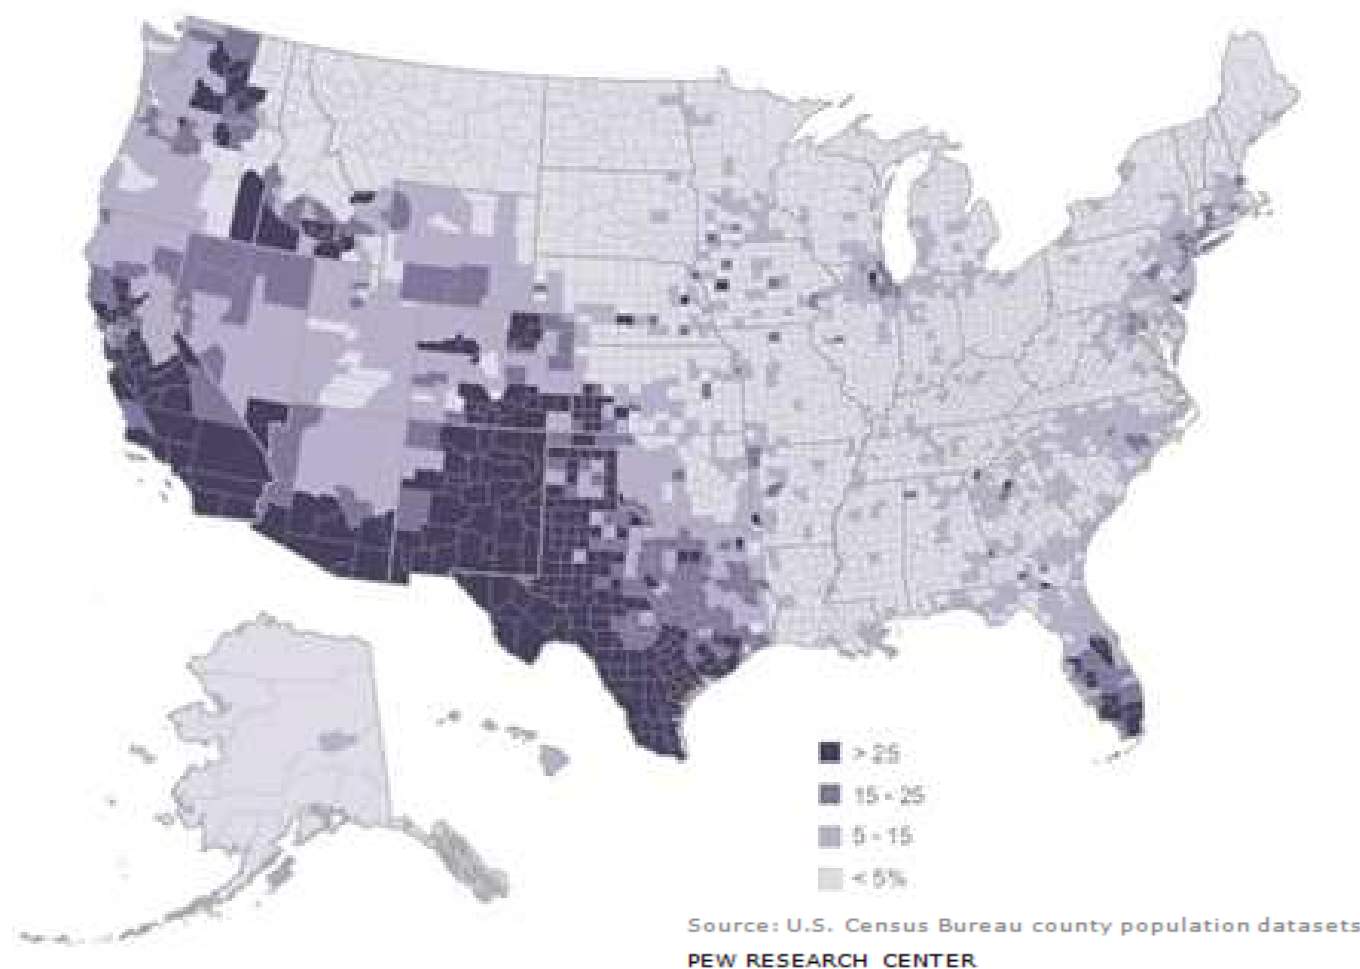 > 25
15 - 25
5 - 15
< 5%
Source: U.S. Census Bureau county population datasets
PEW RESEARCH CENTER